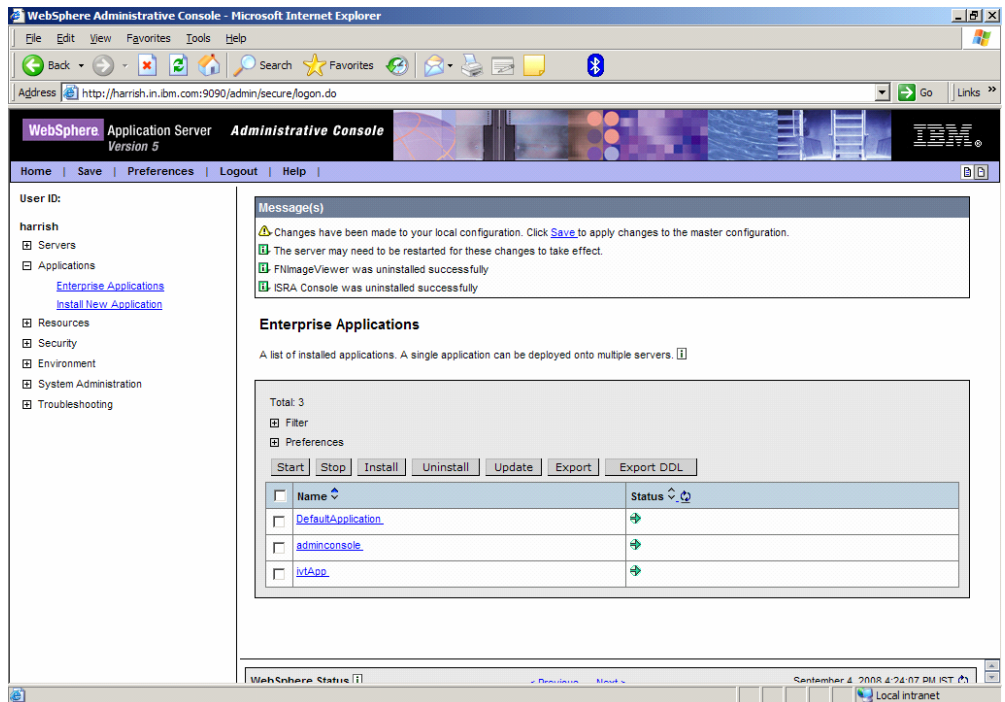 WebSphere Administrative Console - Microsoft Internet Explorer
File Edit View Favorites Tools Help
Back Search Favorites
Address http://harrish.in.ibm.com:9090/admin/secure/logon.do Go Links »
WebSphere Application Server Administrative Console
Version 5
IBM
Home | Save | Preferences | Logout | Help |
User ID:
harrish
Servers
Applications
Enterprise Applications
Install New Application
Resources
Security
Environment
System Administration
Troubleshooting
Message(s)
Changes have been made to your local configuration. Click Save to apply changes to the master configuration.
The server may need to be restarted for these changes to take effect.
FNImageViewer was uninstalled successfully
ISRA Console was uninstalled successfully
Enterprise Applications
A list of installed applications. A single application can be deployed onto multiple servers.
Total: 3
Filter
Preferences
Start Stop Install Uninstall Update Export Export DDL
Name Status
DefaultApplication
adminconsole
ivtApp
WebSphere Status < Previous Next > September 4, 2008 4:24:07 PM IST
Local intranet